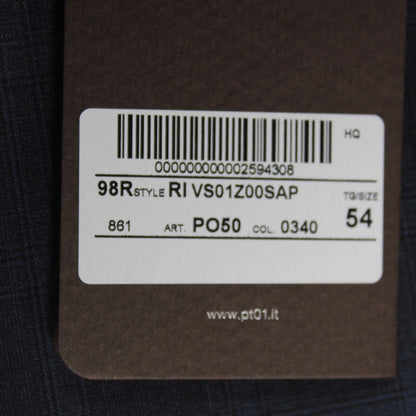 HQ
000000000002594308
98R STYLE RI VS01Z00SAP TG/SIZE
861 ART. PO50 COL. 0340 54
www.pt01.it